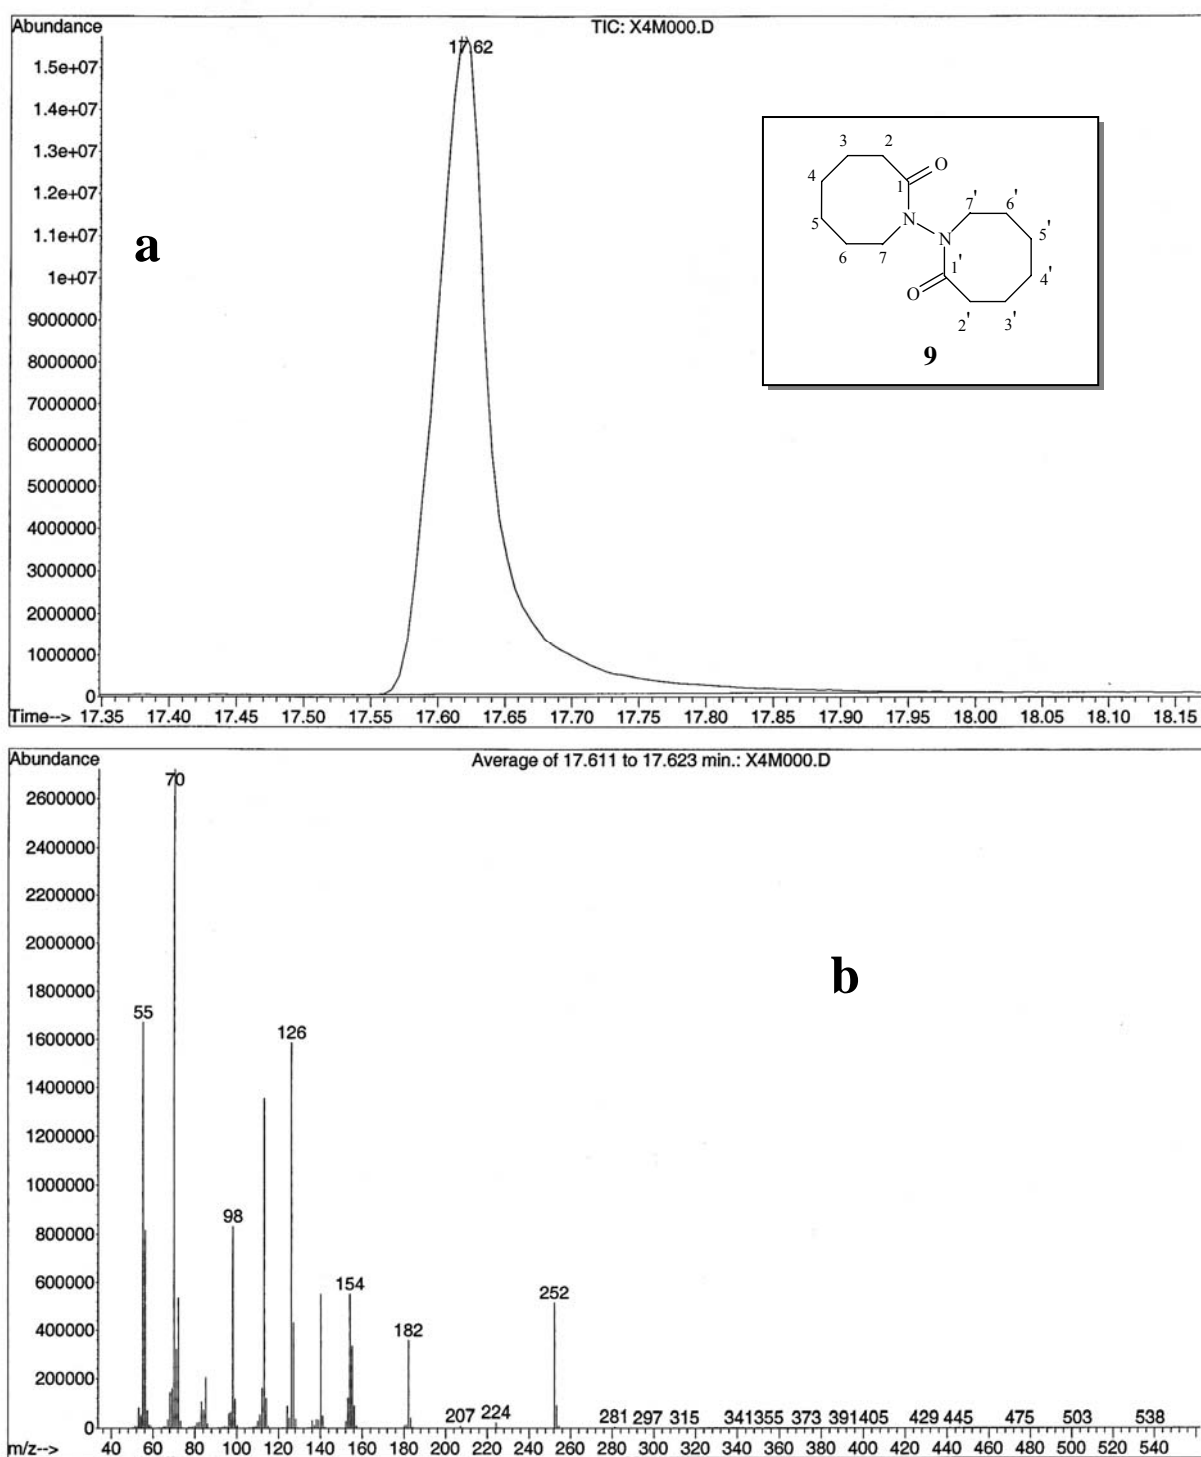 Abundance
TIC: X4M000.D
17.62
1.5e+07
1.4e+07
1.3e+07
1.2e+07
1.1e+07
1e+07
9000000
8000000
7000000
6000000
5000000
4000000
3000000
2000000
1000000
0
Time--> 17.35 17.40 17.45 17.50 17.55 17.60 17.65 17.70 17.75 17.80 17.85 17.90 17.95 18.00 18.05 18.10 18.15
a
3 2
4 1 O
5 N 7' 6'
6 7 N 5'
O 1' 4'
2' 3'
9
Abundance
Average of 17.611 to 17.623 min.: X4M000.D
2600000
2400000
2200000
2000000
1800000
1600000
1400000
1200000
1000000
800000
600000
400000
200000
0
70
b
55
126
98
154
252
182
207 224 281 297 315 341 355 373 391 405 429 445 475 503 538
m/z--> 40 60 80 100 120 140 160 180 200 220 240 260 280 300 320 340 360 380 400 420 440 460 480 500 520 540